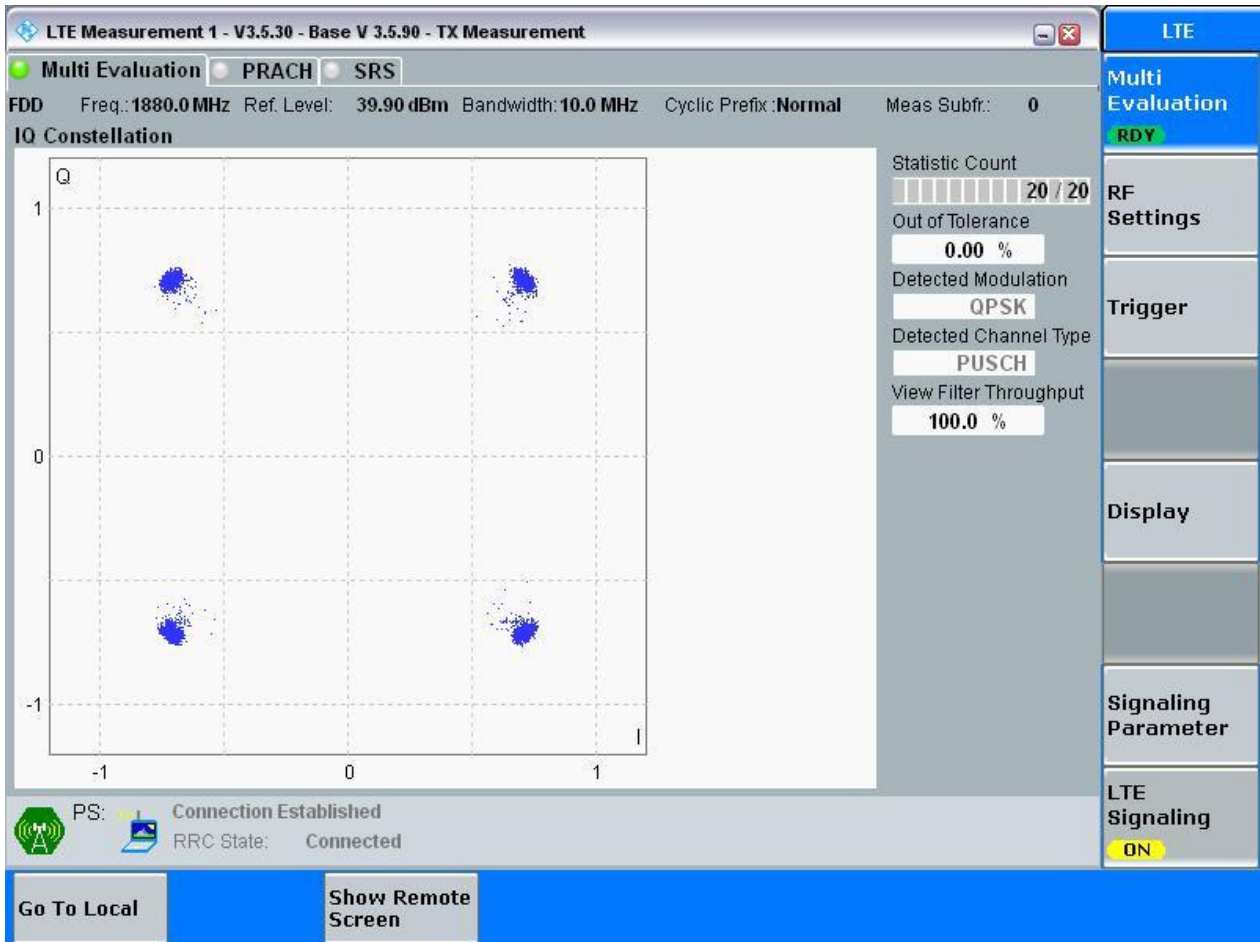 LTE Measurement 1 - V3.5.30 - Base V 3.5.90 - TX Measurement
LTE
Multi Evaluation PRACH SRS
FDD Freq.: 1880.0 MHz Ref. Level: 39.90 dBm Bandwidth: 10.0 MHz Cyclic Prefix : Normal Meas Subfr.: 0
IQ Constellation
Q
1
0
-1
I
-1 0 1
Statistic Count
20 / 20
Out of Tolerance
0.00 %
Detected Modulation
QPSK
Detected Channel Type
PUSCH
View Filter Throughput
100.0 %
Multi
Evaluation
RDY
RF
Settings
Trigger
Display
Signaling
Parameter
LTE
Signaling
ON
PS: Connection Established
RRC State: Connected
Go To Local
Show Remote
Screen